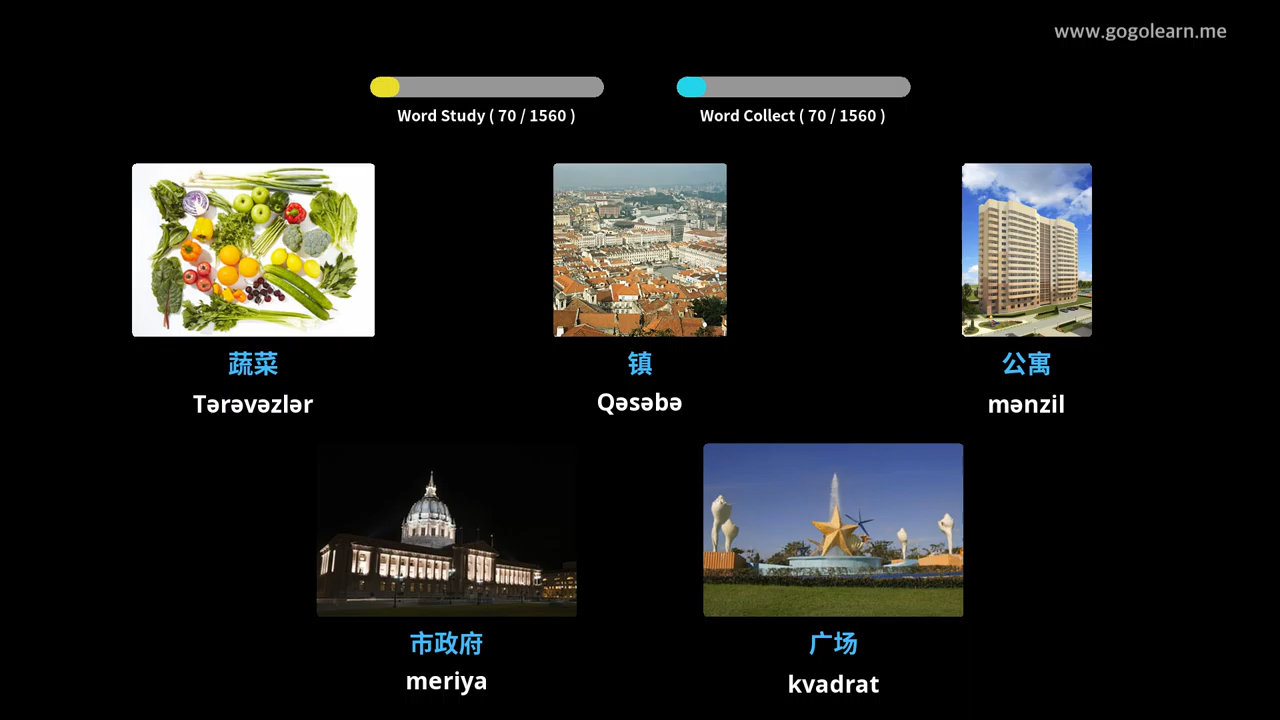 www.gogolearn.me
Word Study ( 70 / 1560 )
Word Collect ( 70 / 1560 )
蔬菜
Tərəvəzlər
镇
Qəsəbə
公寓
mənzil
市政府
meriya
广场
kvadrat